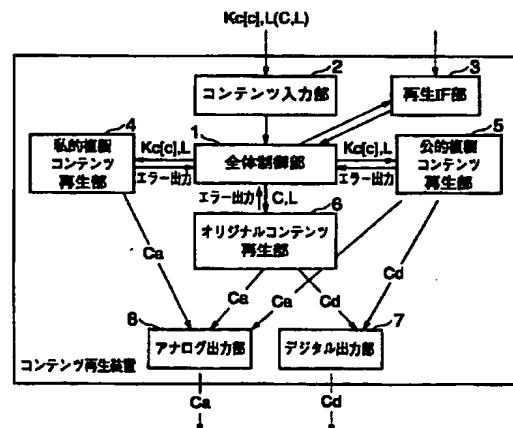 Kc[c],L(C,L)
2
コンテンツ入力部
3
再生IF部
4
私的複製
コンテンツ
再生部
Kc[c],L
エラー出力
1
全体制御部
Kc[c],L
エラー出力
5
公的複製
コンテンツ
再生部
エラー出力
C,L
6
オリジナルコンテンツ
再生部
Ca
Ca
Ca
Cd
Cd
8
アナログ出力部
7
デジタル出力部
コンテンツ再生装置
Ca
Cd